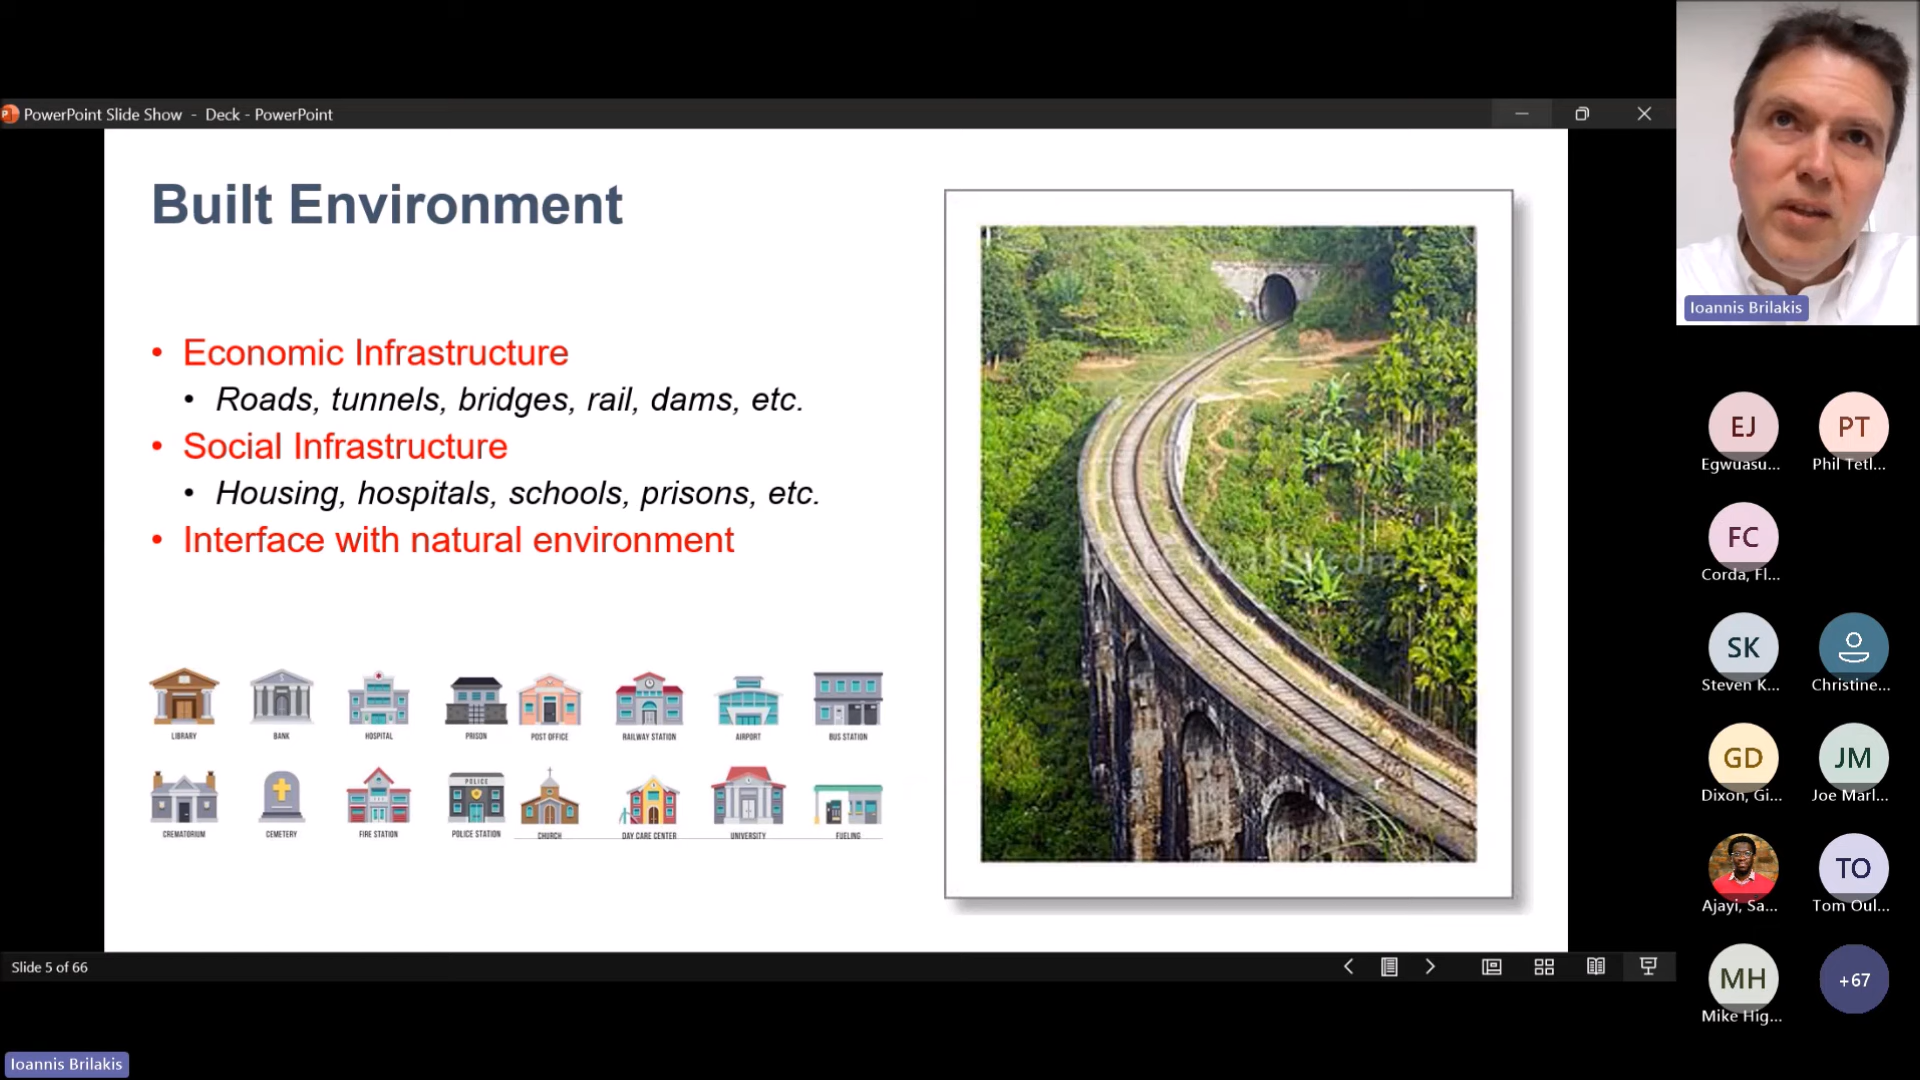 PowerPoint Slide Show - Deck - PowerPoint
Built Environment
• Economic Infrastructure
• Roads, tunnels, bridges, rail, dams, etc.
• Social Infrastructure
• Housing, hospitals, schools, prisons, etc.
• Interface with natural environment
LIBRARY
BANK
HOSPITAL
PRISON
POST OFFICE
RAILWAY STATION
AIRPORT
BUS STATION
POLICE
CREMATORIUM
CEMETERY
FIRE STATION
POLICE STATION
CHURCH
DAY CARE CENTER
UNIVERSITY
FUELING
Slide 5 of 66
Ioannis Brilakis
Ioannis Brilakis
EJ
Egwuasu...
PT
Phil Tetl...
FC
Corda, Fl...
SK
Steven K...
Christine...
GD
Dixon, Gi...
JM
Joe Marl...
Ajayi, Sa...
TO
Tom Oul...
MH
Mike Hig...
+67